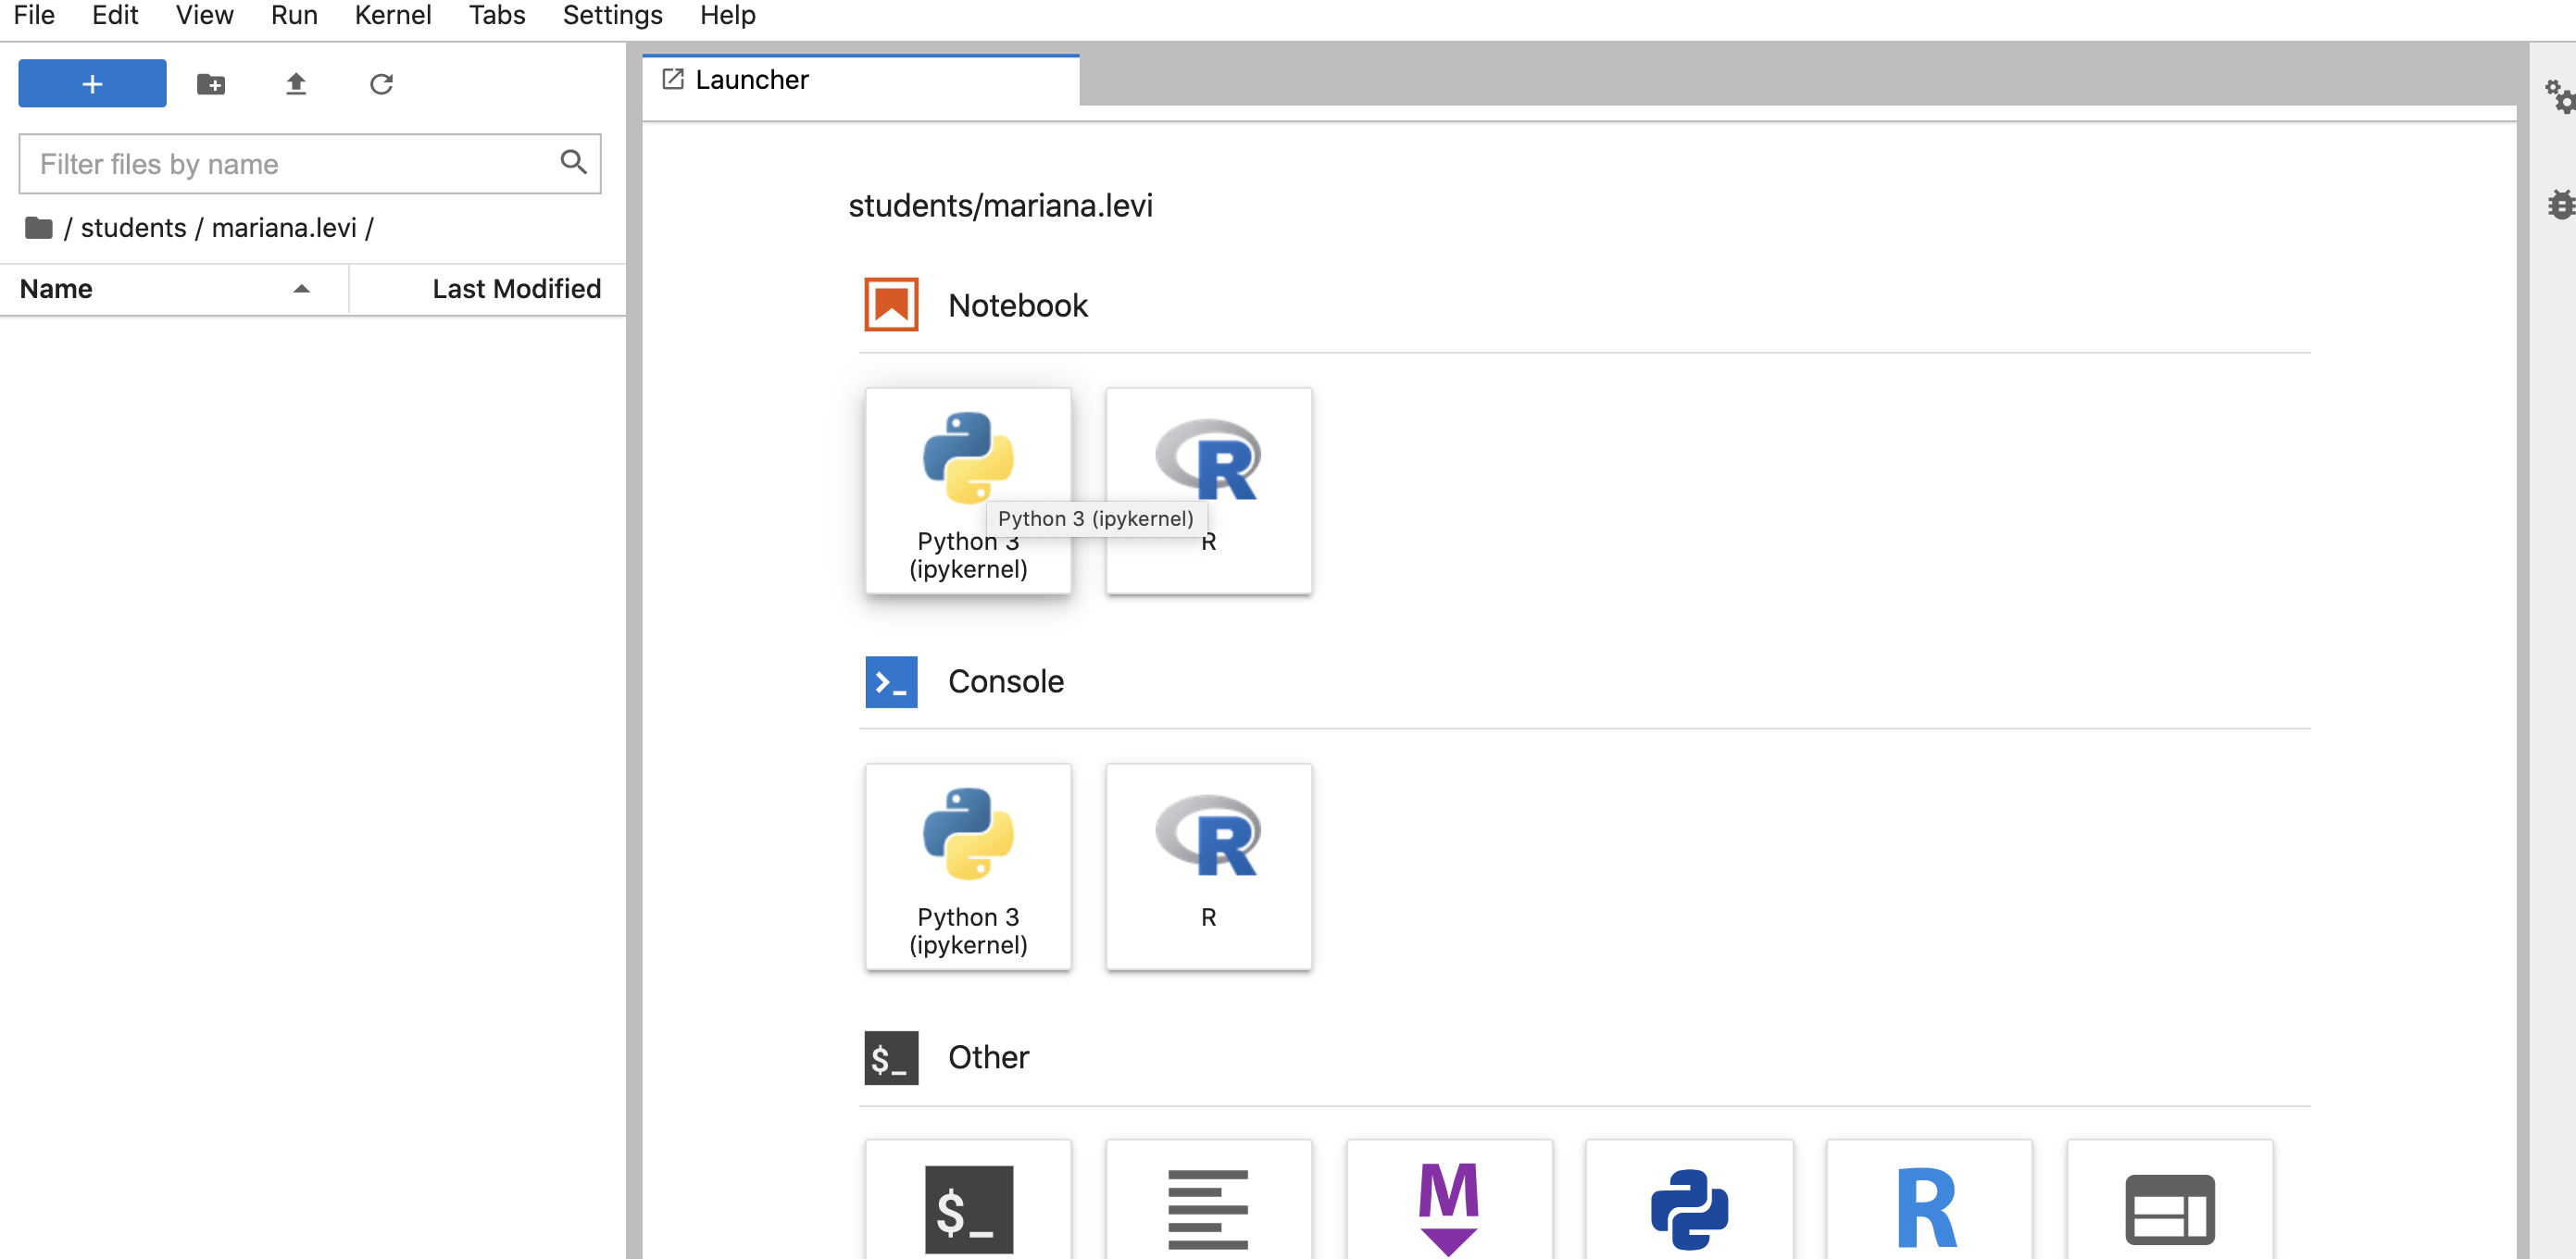 File Edit View Run Kernel Tabs Settings Help
+
Filter files by name
/ students / mariana.levi /
Name Last Modified
Launcher
students/mariana.levi
Notebook
Python 3 (ipykernel)
Python 3
(ipykernel)
R
Console
Python 3
(ipykernel)
R
$_ Other
$_ M R